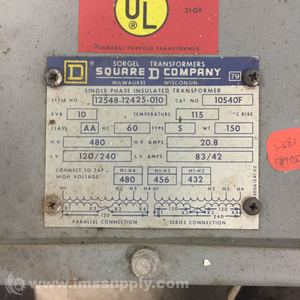 UL
GENERAL PURPOSE TRANSFORMER
D
SORGEL TRANSFORMERS
SQUARE D COMPANY
MILWAUKEE WISCONSIN
79
SINGLE PHASE INSULATED TRANSFORMER
STYLE NO 12548-12425-010 CAT NO. 10S40F
KVA 10 TEMPERATURE 115 °C RISE
CLASS AA HZ 60 TYPE S WT. 150
H.V. 480 H.V. AMPS. 20.8
L.V. 120/240 L.V. AMPS 83/42
CONNECT TO TAP
HIGH VOLTAGE
H1-H4 H1-H3 H1-H2
480 456 432
PARALLEL CONNECTION
SERIES CONNECTION
© www.imssupply.com